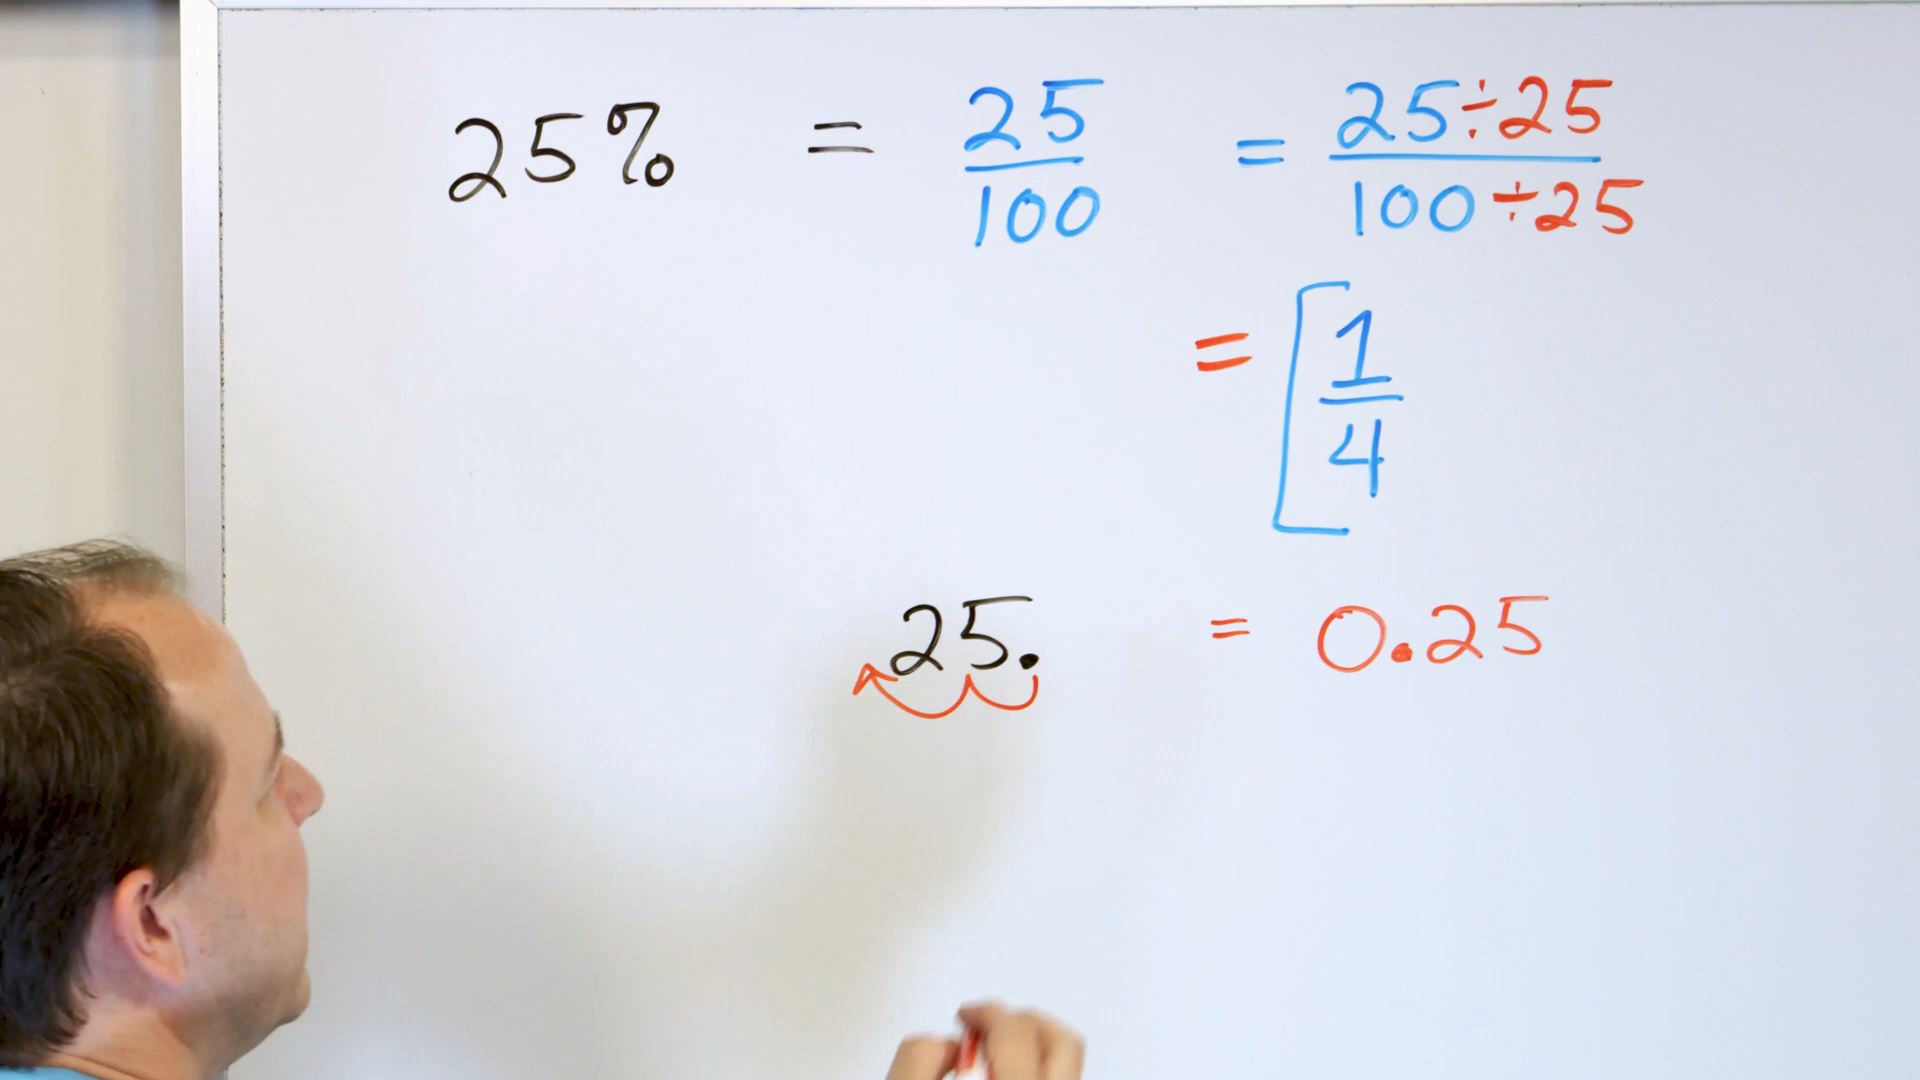 25% = 25/100 = 25÷25/100÷25
= [1/4
25. = 0.25